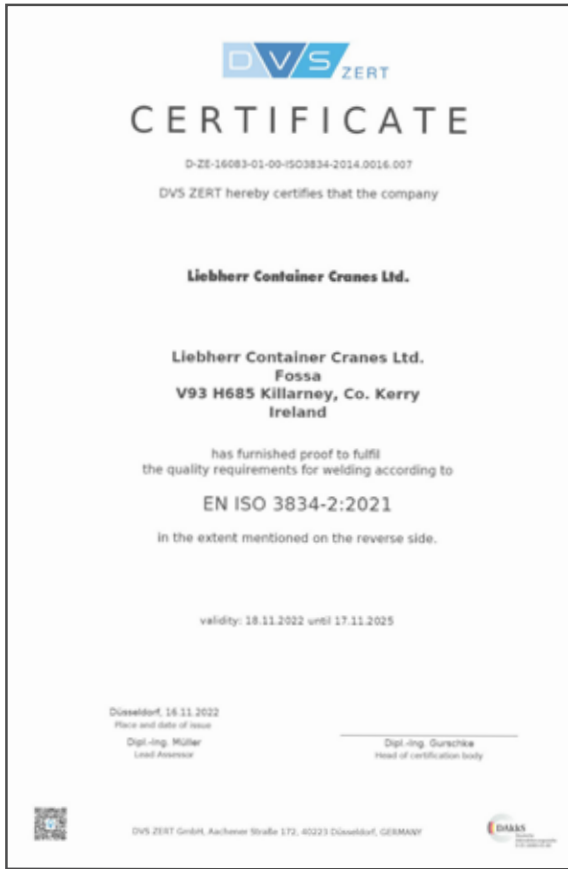 DVS ZERT
CERTIFICATE
D-ZE-16083-01-00-ISO3834-2014.0016.007
DVS ZERT hereby certifies that the company
Liebherr Container Cranes Ltd.
Liebherr Container Cranes Ltd.
Fossa
V93 H685 Killarney, Co. Kerry
Ireland
has furnished proof to fulfil
the quality requirements for welding according to
EN ISO 3834-2:2021
in the extent mentioned on the reverse side.
validity: 18.11.2022 until 17.11.2025
Düsseldorf, 16.11.2022
Place and date of issue
Dipl.-Ing. Müller
Lead Assessor
Dipl.-Ing. Gurschke
Head of certification body
DVS ZERT GmbH, Aachener Straße 172, 40223 Düsseldorf, GERMANY
DAkkS